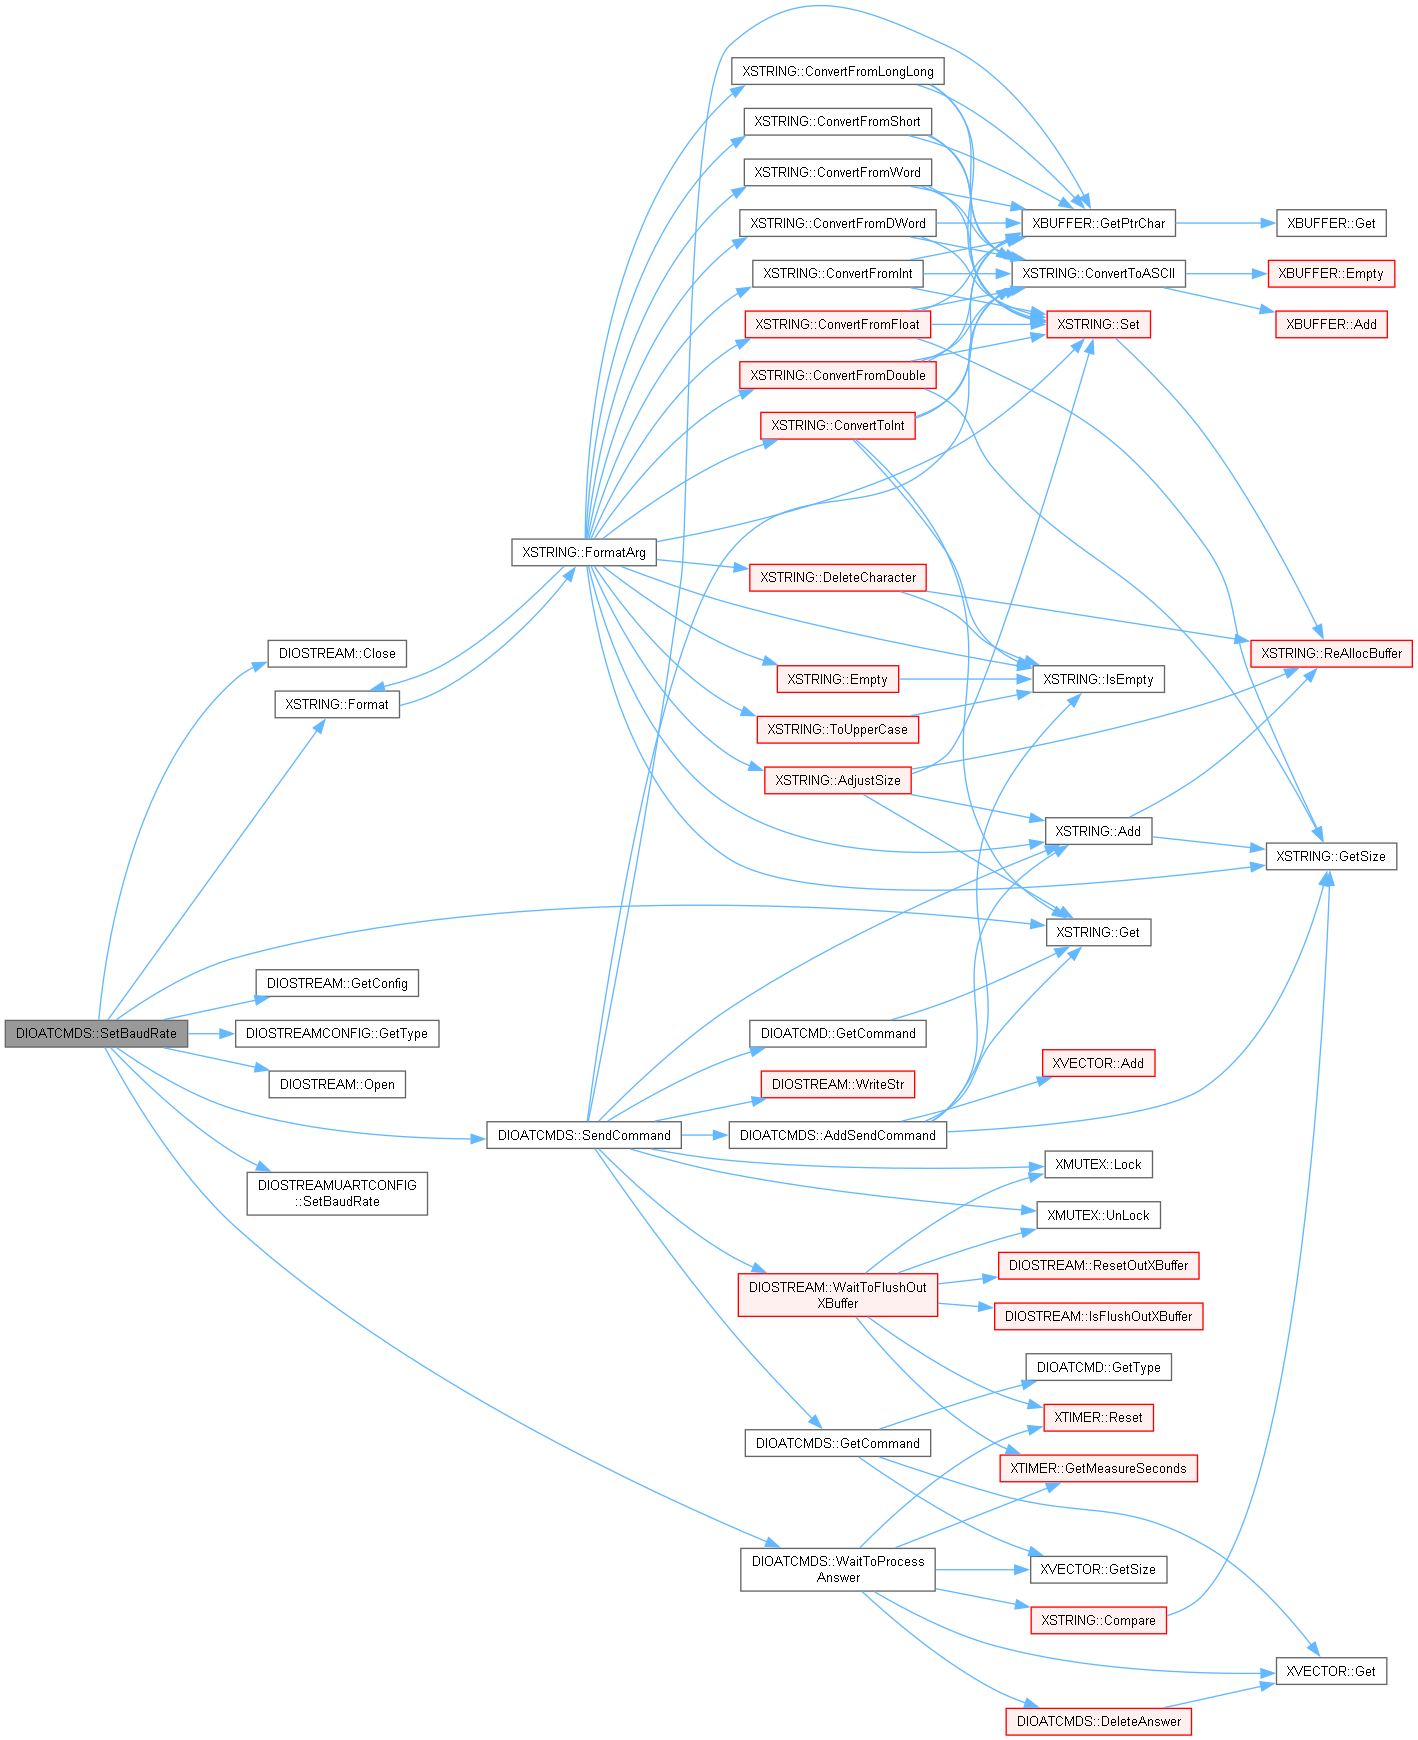 XSTRING::ConvertFromLongLong
XSTRING::ConvertFromShort
XSTRING::ConvertFromWord
XSTRING::ConvertFromDWord
XBUFFER::GetPtrChar
XBUFFER::Get
XSTRING::ConvertFromInt
XSTRING::ConvertToASCII
XBUFFER::Empty
XSTRING::ConvertFromFloat
XSTRING::Set
XBUFFER::Add
XSTRING::ConvertFromDouble
XSTRING::ConvertToInt
XSTRING::FormatArg
XSTRING::DeleteCharacter
DIOSTREAM::Close
XSTRING::ReAllocBuffer
XSTRING::Empty
XSTRING::IsEmpty
XSTRING::Format
XSTRING::ToUpperCase
XSTRING::AdjustSize
XSTRING::Add
XSTRING::GetSize
XSTRING::Get
DIOSTREAM::GetConfig
DIOATCMDS::SetBaudRate
DIOSTREAMCONFIG::GetType
DIOATCMD::GetCommand
XVECTOR::Add
DIOSTREAM::Open
DIOSTREAM::WriteStr
DIOATCMDS::SendCommand
DIOATCMDS::AddSendCommand
XMUTEX::Lock
DIOSTREAMUARTCONFIG
::SetBaudRate
XMUTEX::UnLock
DIOSTREAM::ResetOutXBuffer
DIOSTREAM::WaitToFlushOut
XBuffer
DIOSTREAM::IsFlushOutXBuffer
DIOATCMD::GetType
XTIMER::Reset
DIOATCMDS::GetCommand
XTIMER::GetMeasureSeconds
DIOATCMDS::WaitToProcess
Answer
XVECTOR::GetSize
XSTRING::Compare
XVECTOR::Get
DIOATCMDS::DeleteAnswer